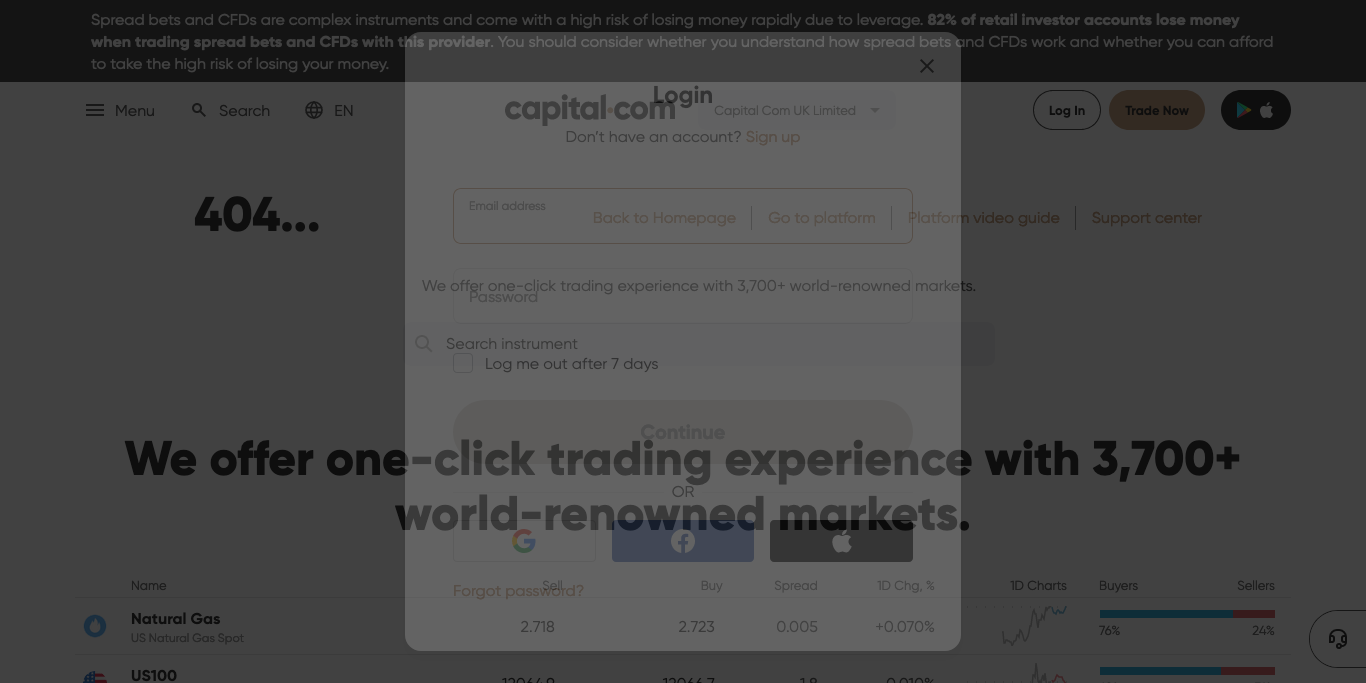 Spread bets and CFDs are complex instruments and come with a high risk of losing money rapidly due to leverage. 82% of retail investor accounts lose money
when trading spread bets and CFDs with this provider. You should consider whether you understand how spread bets and CFDs work and whether you can afford
to take the high risk of losing your money.
Menu
Search
EN
capital.com
Capital Com UK Limited
Log In
Trade Now
Login
Don't have an account? Sign up
404...
Email address
Back to Homepage
Go to platform
Platform video guide
Support center
We offer one-click trading experience with 3,700+ world-renowned markets.
Password
Search instrument
Log me out after 7 days
Continue
We offer one-click trading experience with 3,700+
OR
world-renowned markets.
Forgot password?
Name
Sell
Buy
Spread
1D Chg, %
1D Charts
Buyers
Sellers
Natural Gas
US Natural Gas Spot
2.718
2.723
0.005
+0.070%
76%
24%
US100